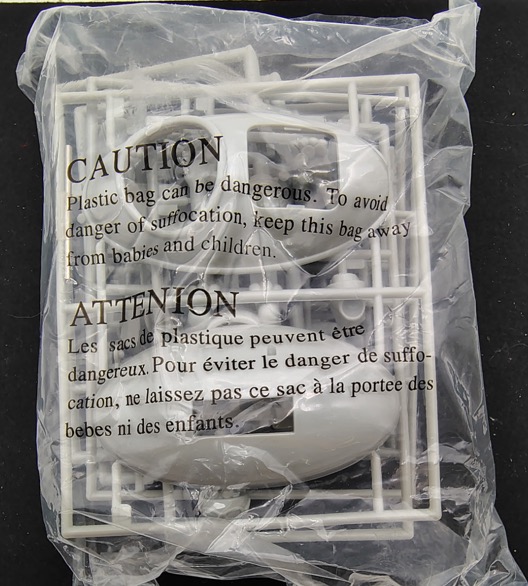 CAUTION
Plastic bag can be dangerous. To avoid
danger of suffocation, keep this bag away
from babies and children.
ATTENION
Les sacs de plastique peuvent être
dangereux. Pour éviter le danger de suffo-
cation, ne laissez pas ce sac à la portee des
bebes ni des enfants.